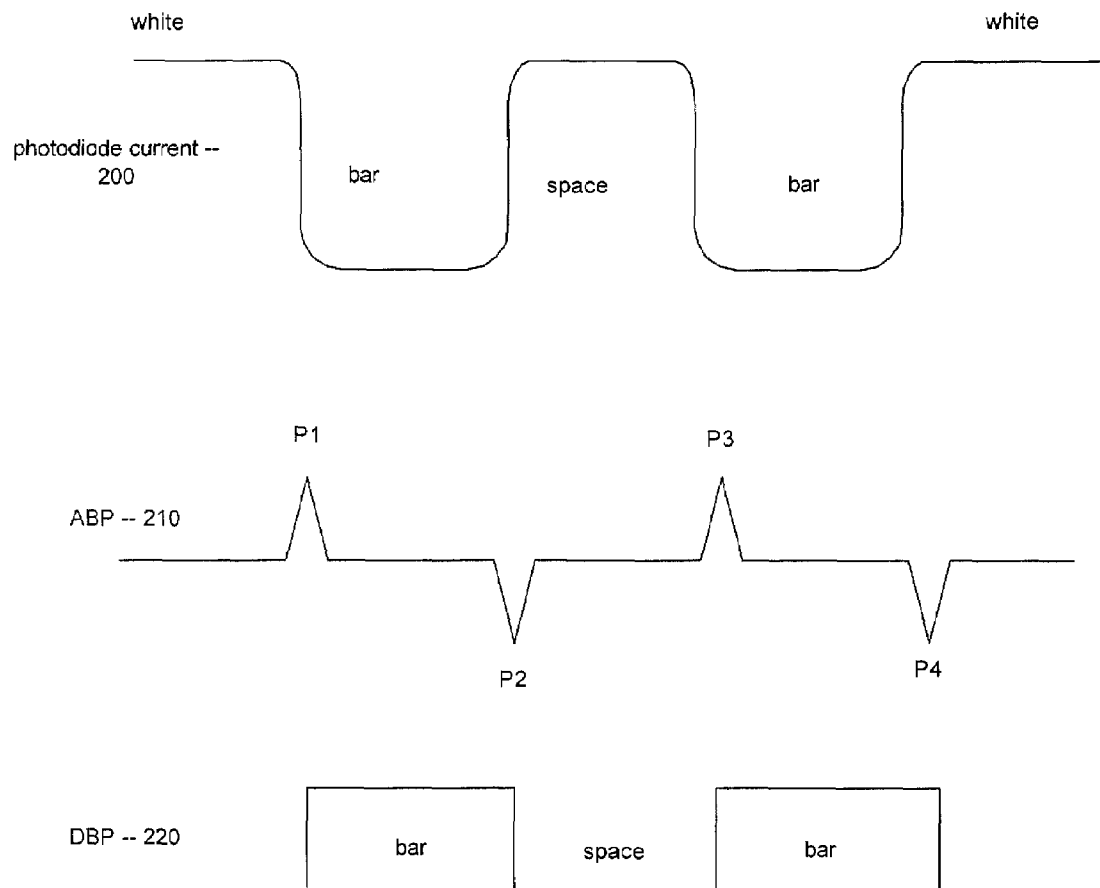 white
white
photodiode current --
200
bar
space
bar
P1
P3
ABP -- 210
P2
P4
DBP -- 220
bar
space
bar